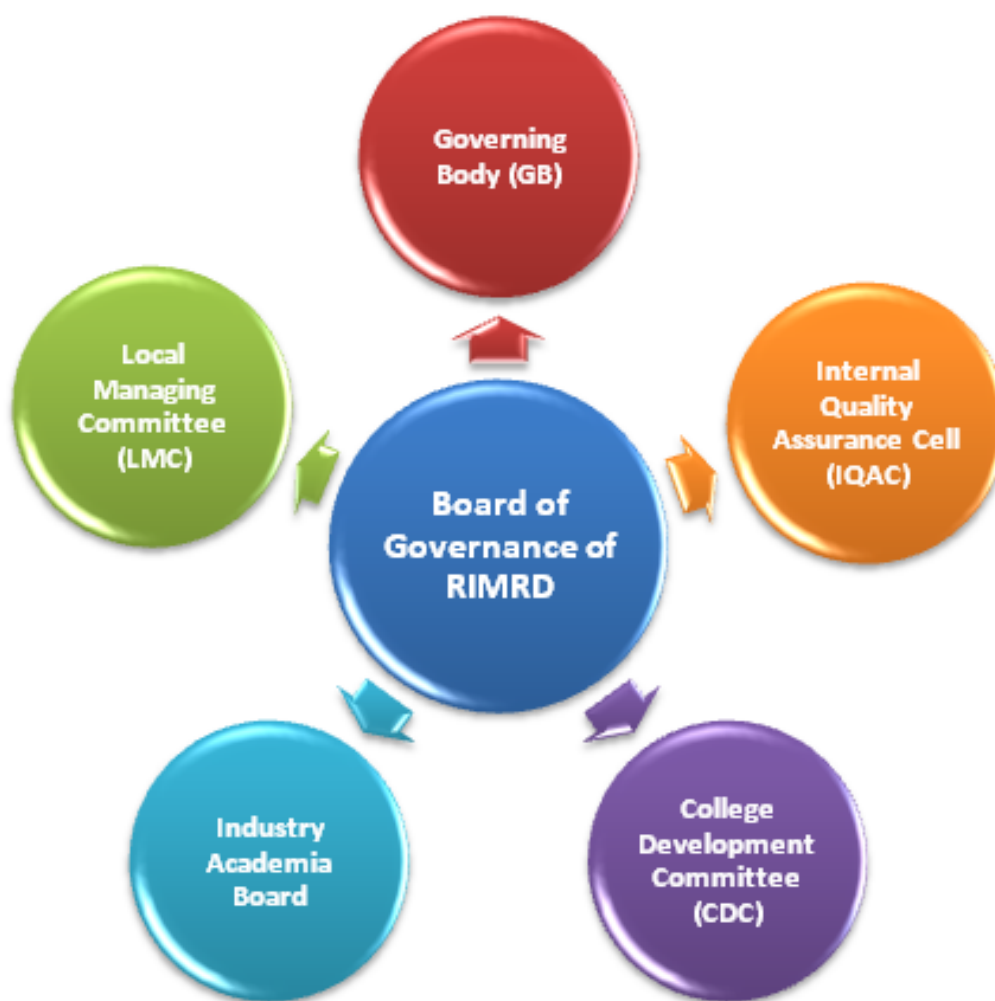 Governing
Body (GB)
Local
Managing
Committee
(LMC)
Internal
Quality
Assurance Cell
(IQAC)
Board of
Governance of
RIMRD
Industry
Academia
Board
College
Development
Committee
(CDC)